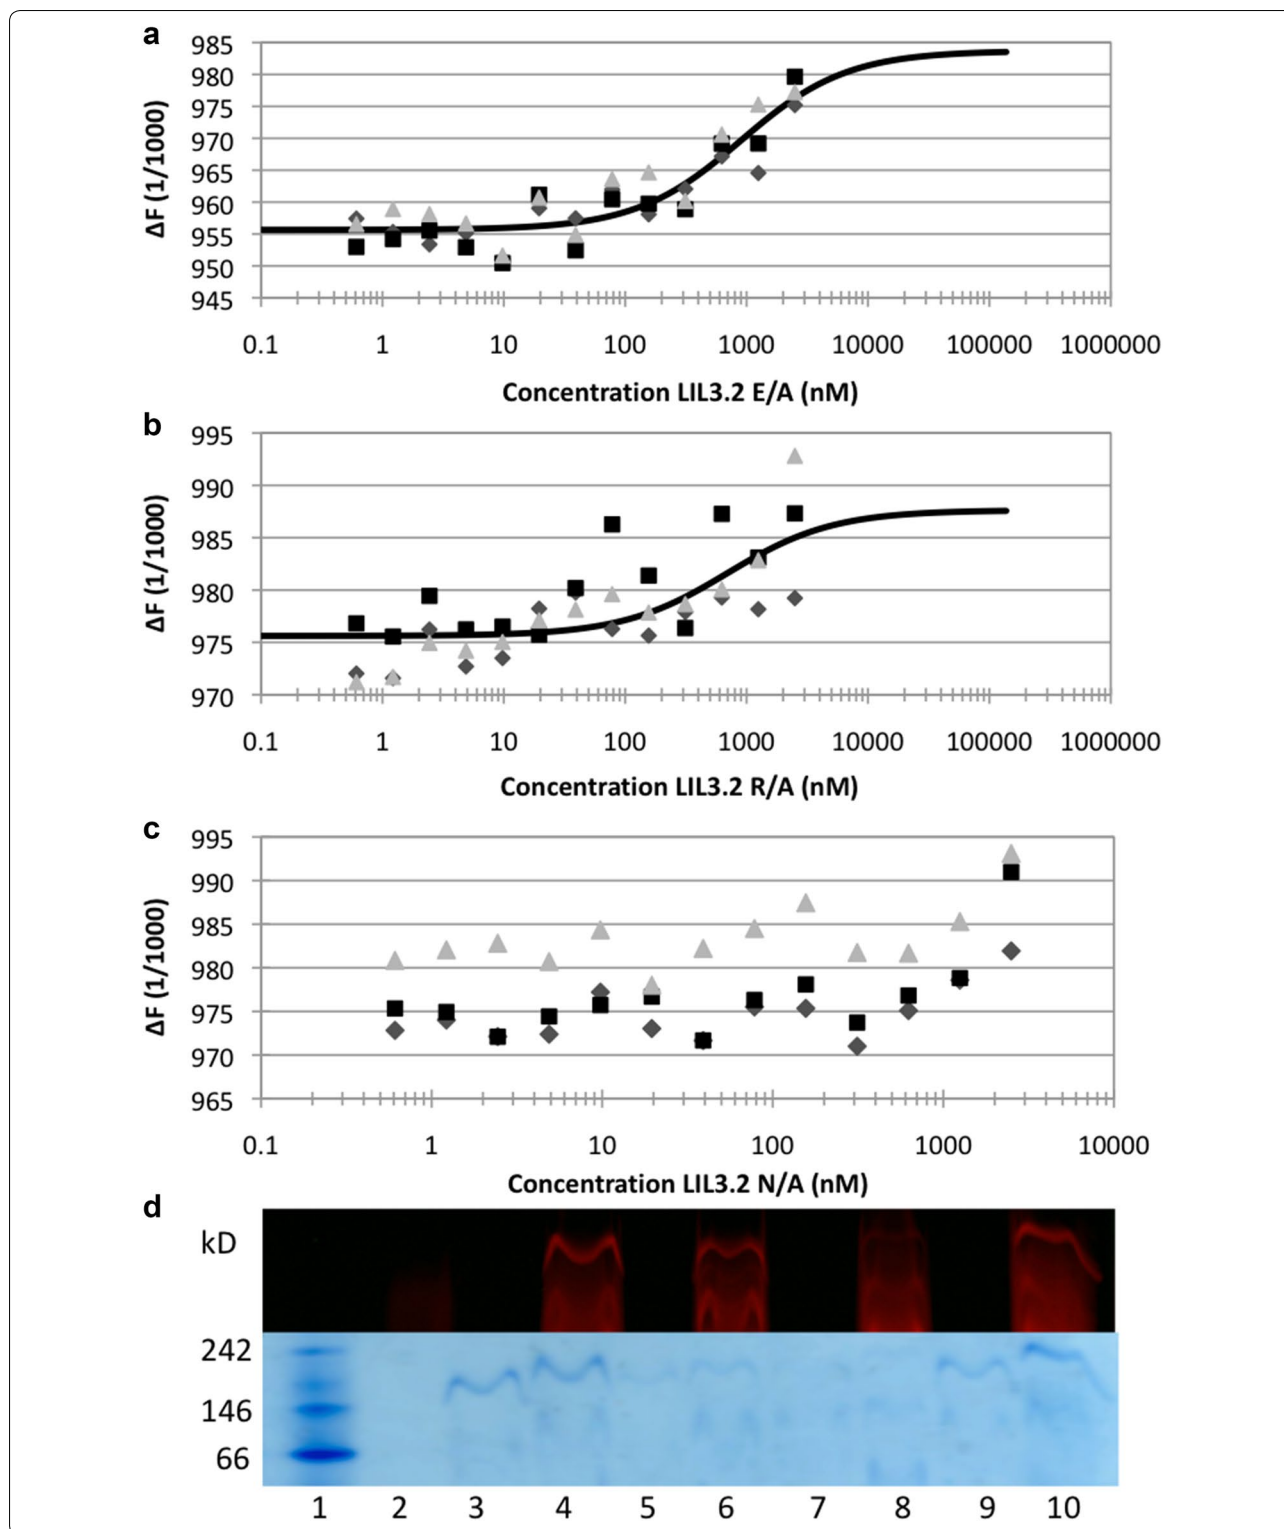 a
ΔF (1/1000)
985
980
975
970
965
960
955
950
945
0.1 1 10 100 1000 10000 100000 1000000
Concentration LIL3.2 E/A (nM)
b
ΔF (1/1000)
995
990
985
980
975
970
0.1 1 10 100 1000 10000 100000 1000000
Concentration LIL3.2 R/A (nM)
c
ΔF (1/1000)
995
990
985
980
975
970
965
0.1 1 10 100 1000 10000
Concentration LIL3.2 N/A (nM)
d
kD
242
146
66
1 2 3 4 5 6 7 8 9 10